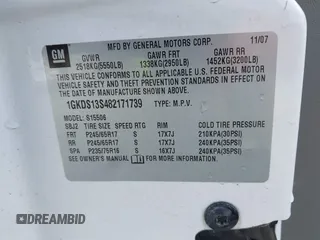 MFD BY GENERAL MOTORS CORP. 11/07
GM
GVWR GAWR FRT GAWR RR
2518KG(5550LB) 1338KG(2950LB) 1452KG(3200LB)
THIS VEHICLE CONFORMS TO ALL APPLICABLE U.S. FEDERAL MOTOR
VEHICLE SAFETY AND THEFT PREVENTION STANDARDS IN EFFECT ON
THE DATE OF MANUFACTURE SHOWN ABOVE.
1GKDS13S482171739 TYPE: M.P.V.
MODEL: S15506
TIRE SIZE SPEED RTG RIM COLD TIRE PRESSURE
FRT P245/65R17 S 17X7J 210KPA(30PSI)
RR P245/65R17 S 17X7J 240KPA(35PSI)
SPA P235/75R16 S 16X7J 240KPA(35PSI)
SEE OWNER'S MANUAL FOR ADDITIONAL INFORMATION
DREAMBID